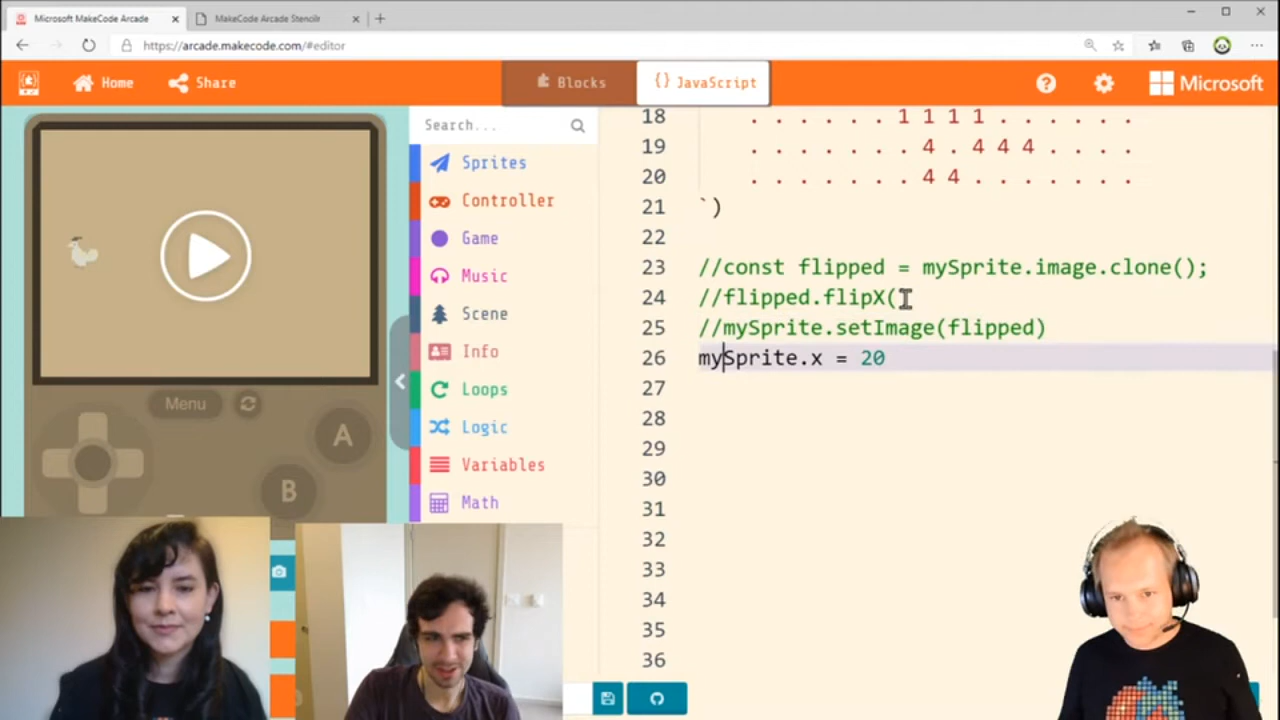 Microsoft MakeCode Arcade
MakeCode Arcade Stencilr
https://arcade.makecode.com/#editor
Home
Share
Blocks
{} JavaScript
Microsoft
Search...
Sprites
Controller
Game
Music
Scene
Info
Loops
Logic
Variables
Math
Menu
A
B
18 . . . . . . 1 1 1 1 . . . . . .
19 . . . . . . . 4 . 4 4 4 . . . .
20 . . . . . . . 4 4 . . . . . . .
21 `)
22
23 //const flipped = mySprite.image.clone();
24 //flipped.flipX(
25 //mySprite.setImage(flipped)
26 mySprite.x = 20
27
28
29
30
31
32
33
34
35
36